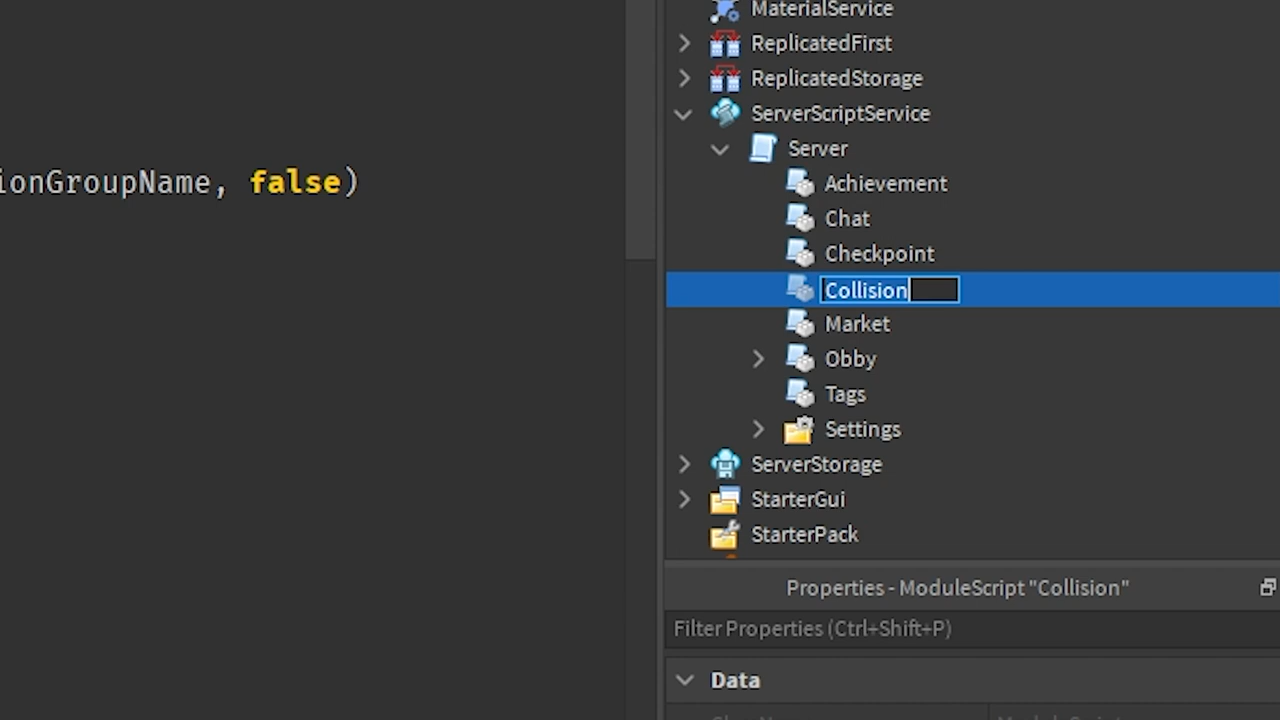 MaterialService
ReplicatedFirst
ReplicatedStorage
ServerScriptService
Server
ionGroupName, false)
Achievement
Chat
Checkpoint
Collision
Market
Obby
Tags
Settings
ServerStorage
StarterGui
StarterPack
Properties - ModuleScript "Collision"
Filter Properties (Ctrl+Shift+P)
Data